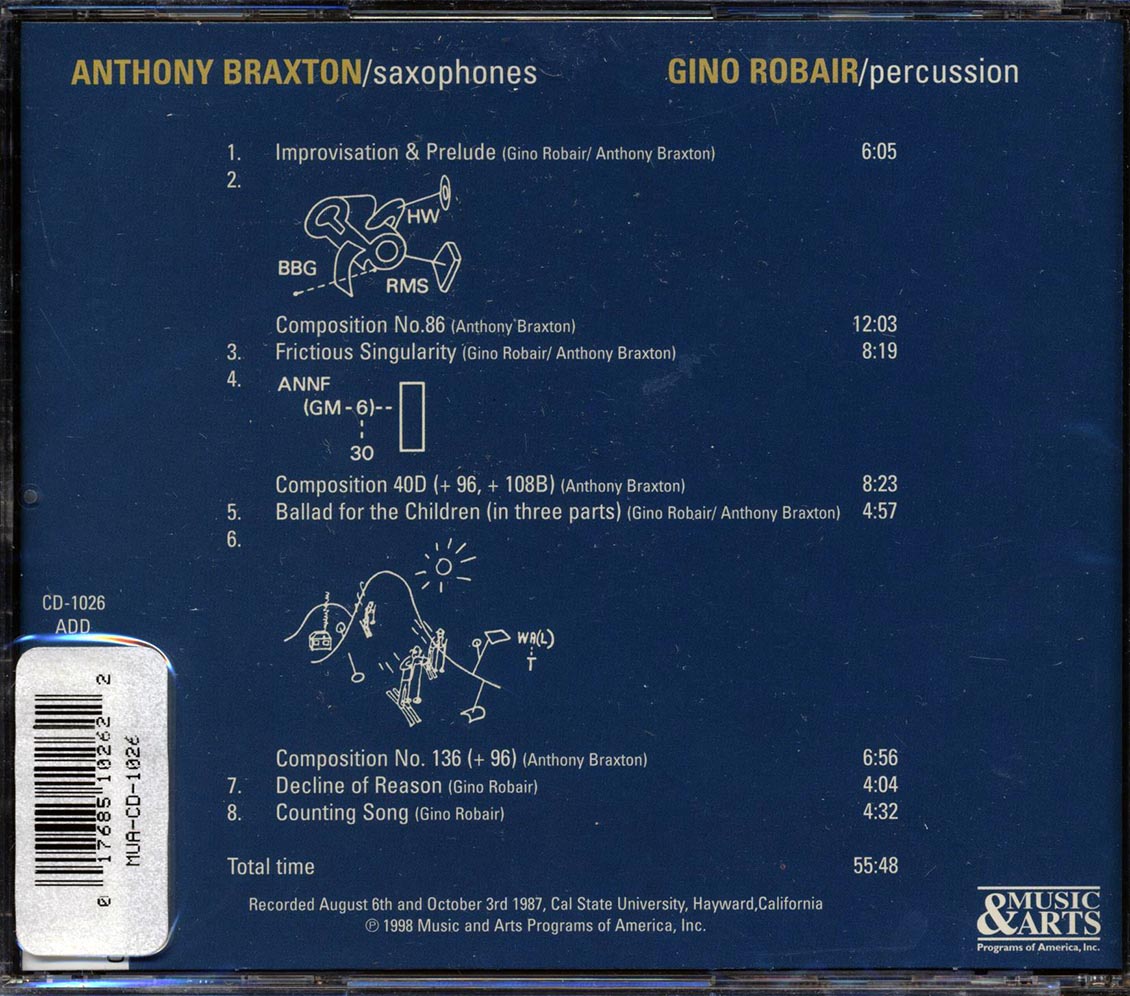 ANTHONY BRAXTON/saxophones GINO ROBAIR/percussion
1. Improvisation & Prelude (Gino Robair/ Anthony Braxton) 6:05
2.
HW
BBG
RMS
Composition No.86 (Anthony Braxton) 12:03
3. Frictious Singularity (Gino Robair/ Anthony Braxton) 8:19
4. ANNF
(GM - 6)--
30
Composition 40D (+ 96, + 108B) (Anthony Braxton) 8:23
5. Ballad for the Children (in three parts) (Gino Robair/ Anthony Braxton) 4:57
6.
WA(L)
T
Composition No. 136 (+ 96) (Anthony Braxton) 6:56
7. Decline of Reason (Gino Robair) 4:04
8. Counting Song (Gino Robair) 4:32
Total time 55:48
Recorded August 6th and October 3rd 1987, Cal State University, Hayward,California
℗ 1998 Music and Arts Programs of America, Inc.
CD-1026
ADD
0 17685 10262 2
MUA-CD-1026
MUSIC
&ARTS
Programs of America, Inc.